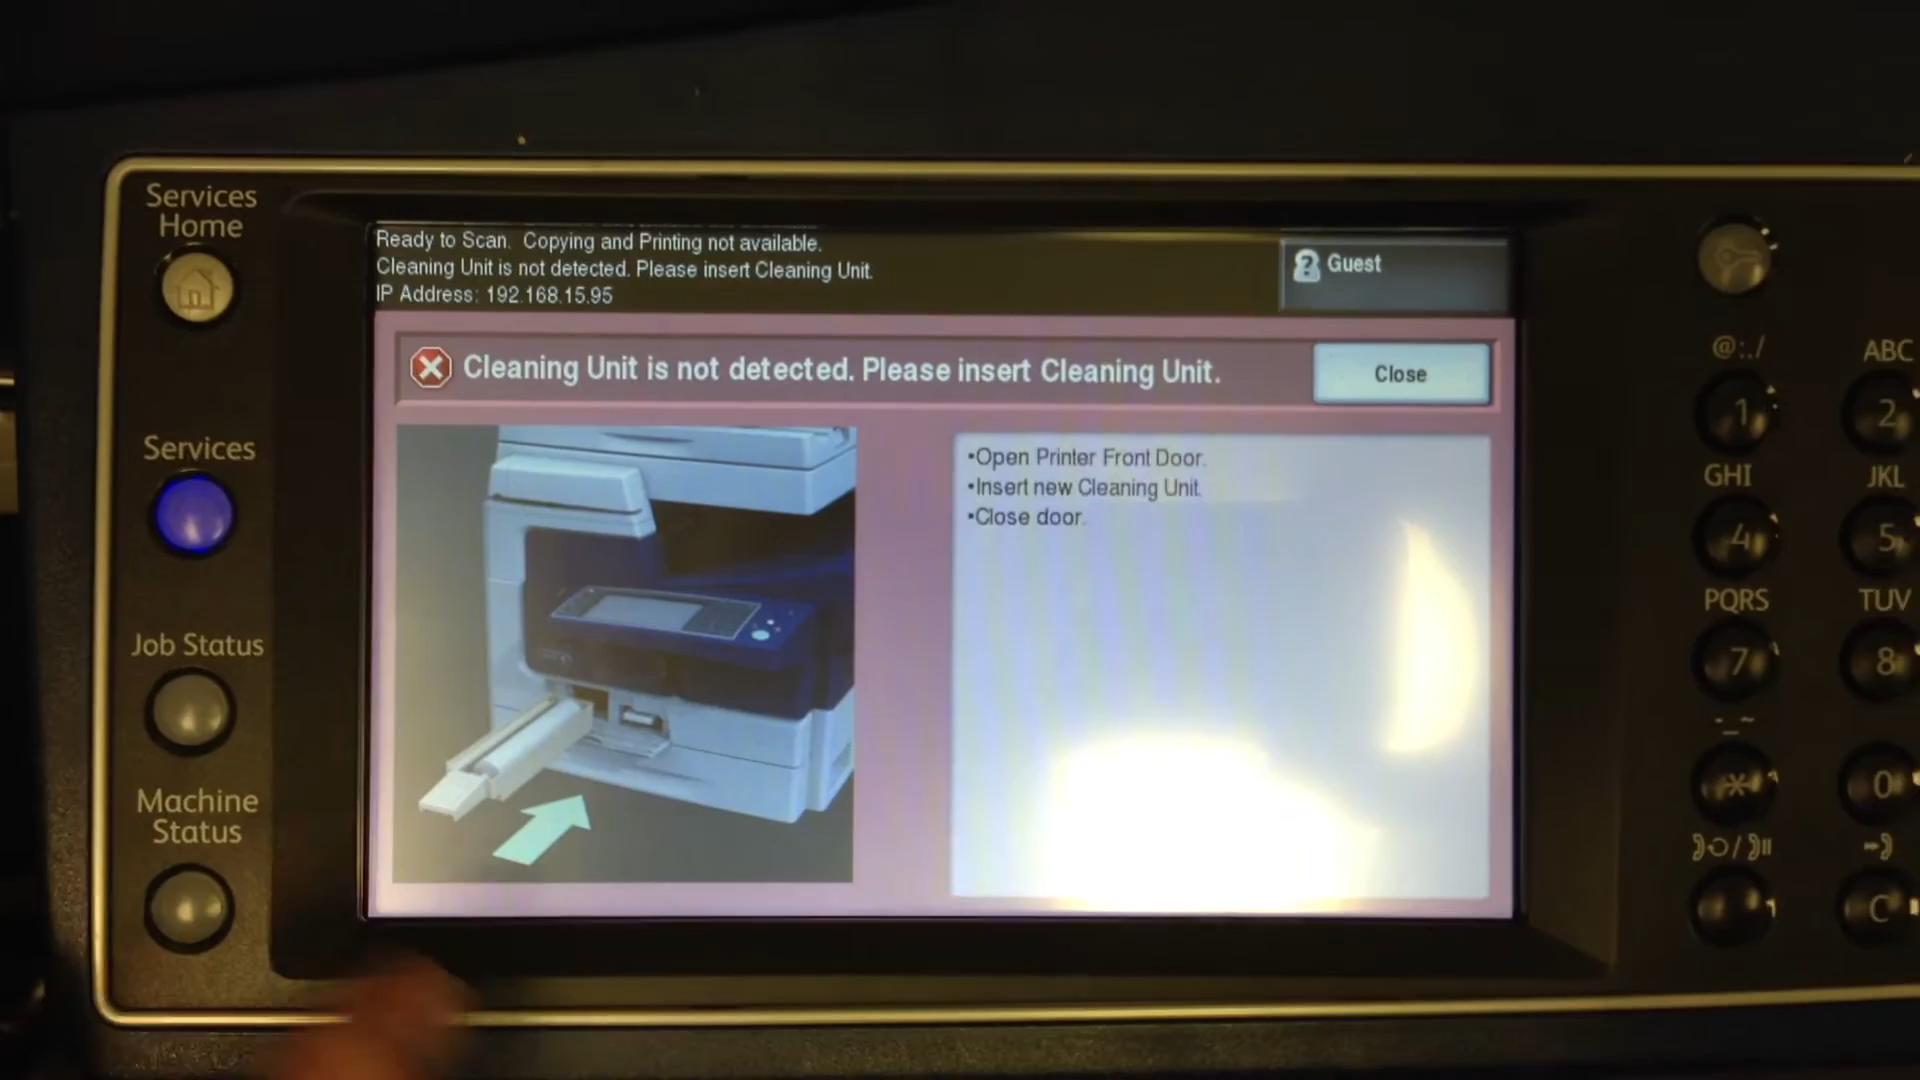 Services
Home
Services
Job Status
Machine
Status
Ready to Scan.  Copying and Printing not available.
Cleaning Unit is not detected. Please insert Cleaning Unit.
IP Address: 192.168.15.95
Guest
Cleaning Unit is not detected. Please insert Cleaning Unit.
Close
•Open Printer Front Door.
•Insert new Cleaning Unit.
•Close door.
@:./
ABC
1
2
GHI
JKL
4
5
PQRS
TUV
7
8
-_~
*
0
C